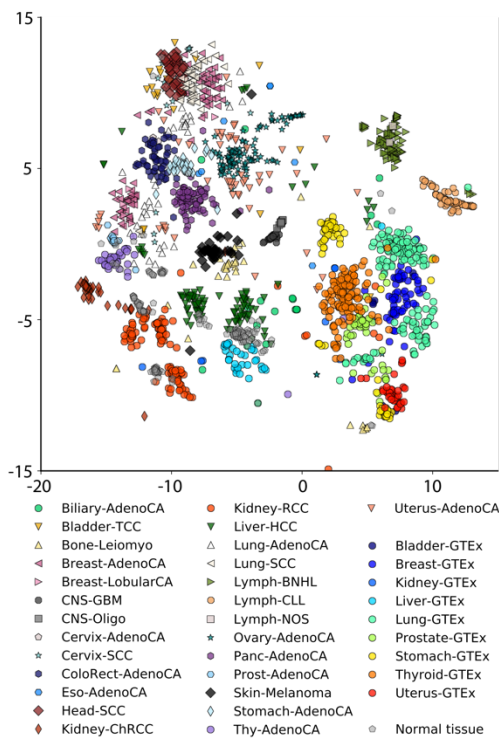 15
5
-5
-15
-20
-10
0
10
Biliary-AdenoCA
Kidney-RCC
Uterus-AdenoCA
Bladder-TCC
Liver-HCC
Bone-Leiomyo
Lung-AdenoCA
Bladder-GTEx
Breast-AdenoCA
Lung-SCC
Breast-GTEx
Breast-LobularCA
Lymph-BNHL
Kidney-GTEx
CNS-GBM
Lymph-CLL
Liver-GTEx
CNS-Oligo
Lymph-NOS
Lung-GTEx
Cervix-AdenoCA
Ovary-AdenoCA
Prostate-GTEx
Cervix-SCC
Panc-AdenoCA
Stomach-GTEx
ColoRect-AdenoCA
Prost-AdenoCA
Thyroid-GTEx
Eso-AdenoCA
Skin-Melanoma
Uterus-GTEx
Head-SCC
Stomach-AdenoCA
Kidney-ChRCC
Thy-AdenoCA
Normal tissue